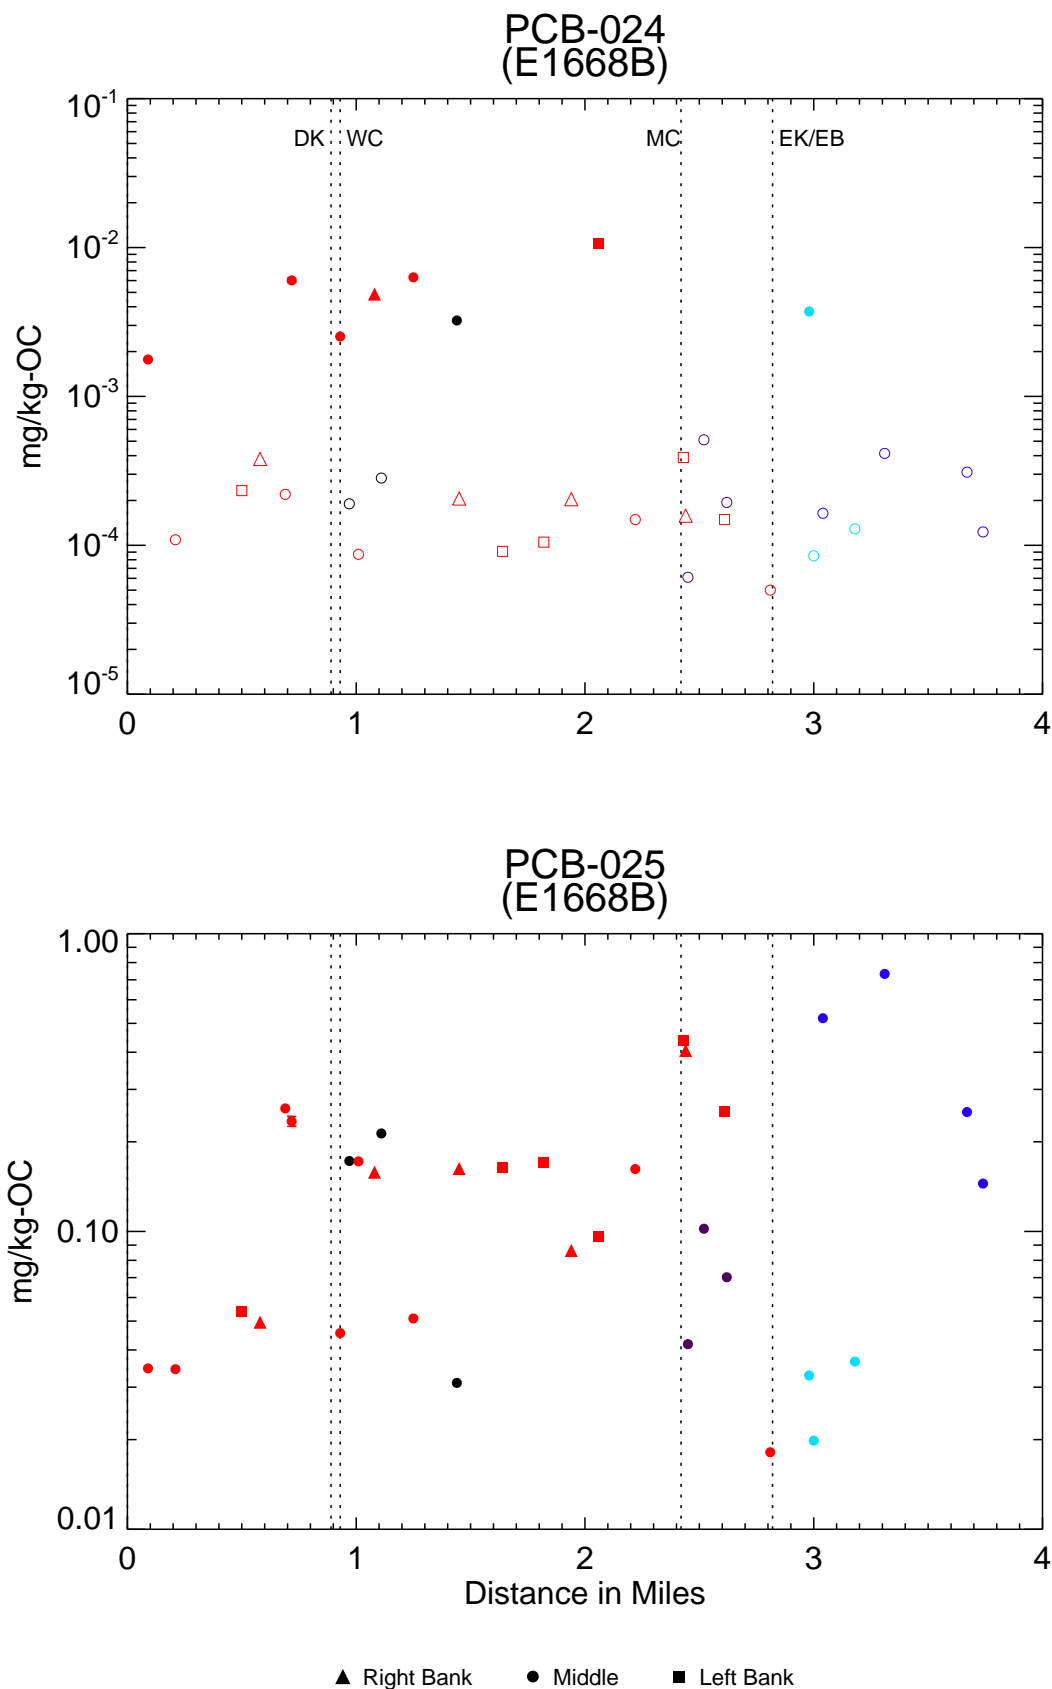 PCB-024
(E1668B)
10-1
DK WC MC EK/EB
10-2
mg/kg-OC
10-3
10-4
10-5
0 1 2 3 4
PCB-025
(E1668B)
1.00
mg/kg-OC
0.10
0.01
0 1 2 3 4
Distance in Miles
Right Bank Middle Left Bank